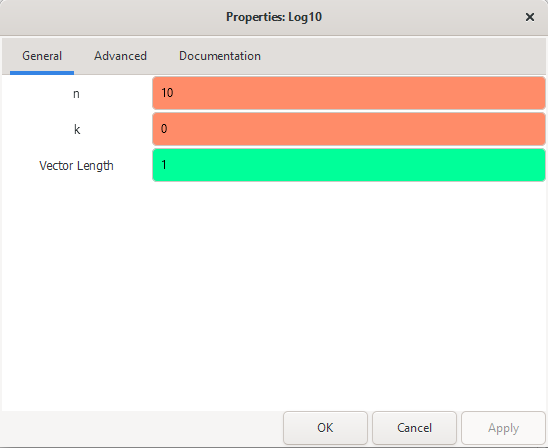 Properties: Log10
General Advanced Documentation
n 10
k 0
Vector Length 1
OK Cancel Apply